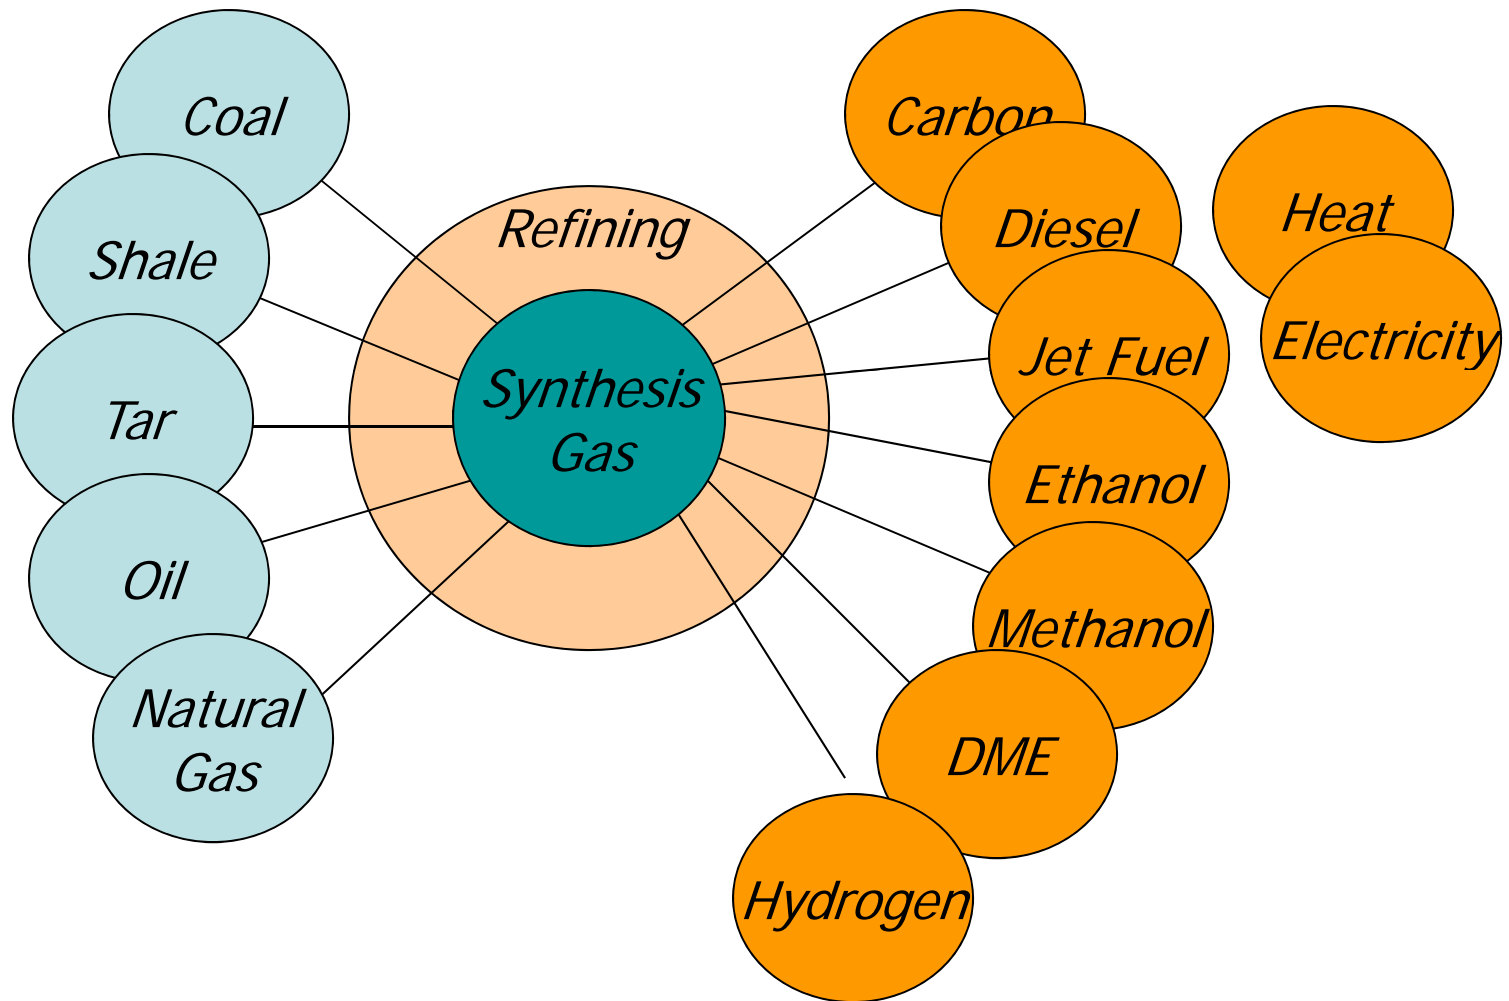 Coal
Shale
Tar
Oil
Natural
Gas
Refining
Synthesis
Gas
Carbon
Diesel
Jet Fuel
Ethanol
Methanol
DME
Hydrogen
Heat
Electricity